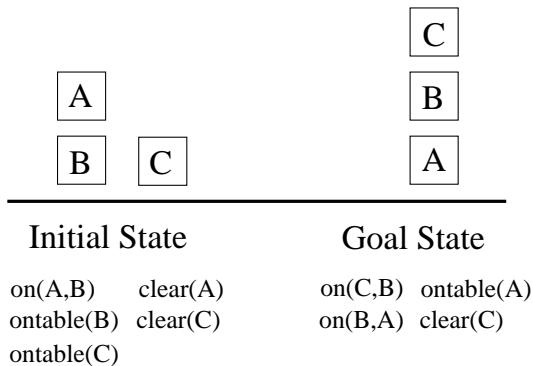 C
A
B
B
C
A
Initial State
Goal State
on(A,B) clear(A)
ontable(B) clear(C)
ontable(C)
on(C,B) ontable(A)
on(B,A) clear(C)